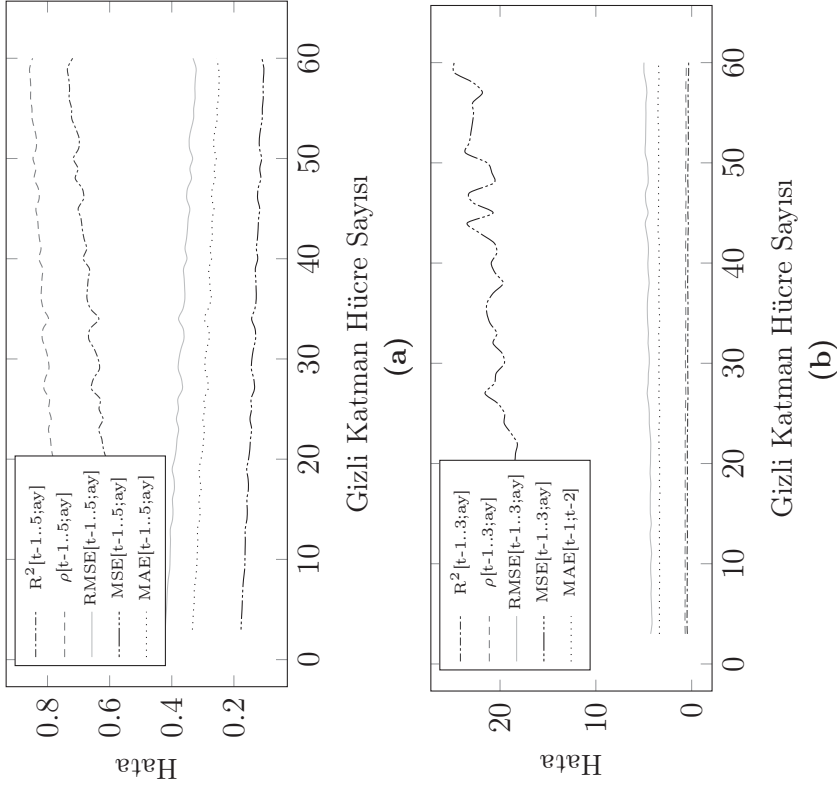 0.8
0.6
0.4
0.2
Hata
R²[t-1..5;ay]
ρ[t-1..5;ay]
RMSE[t-1..5;ay]
MSE[t-1..5;ay]
MAE[t-1..5;ay]
0 10 20 30 40 50 60
Gizli Katman Hücre Sayısı
(a)
20
10
0
Hata
R²[t-1..3;ay]
ρ[t-1..3;ay]
RMSE[t-1..3;ay]
MSE[t-1..3;ay]
MAE[t-1;t-2]
0 10 20 30 40 50 60
Gizli Katman Hücre Sayısı
(b)